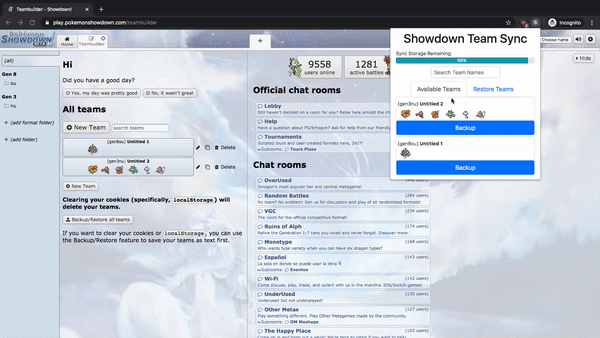 Teambuilder - Showdown!
play.pokemonshowdown.com/teambuilder
Incognito
Pokémon
Showdown
BETA
Home
Teambuilder
Choose name
(all)
Gen 8
ou
Gen 3
nu
(add format folder)
(add folder)
Hi
Did you have a good day?
Yes, my day was pretty good
No, it wasn't great
All teams
New Team
search teams
[gen8ou] Untitled 1
Delete
[gen3nu] Untitled 2
Delete
New Team
Clearing your cookies (specifically, localStorage) will
delete your teams.
Backup/Restore all teams
If you want to clear your cookies or localStorage, you can
use the Backup/Restore feature to save your teams as text first.
9558
users online
1281
active battles
Official chat rooms
Lobby
Still haven't decided on a room for you? Relax here amidst the cha
Help
Have a question about PS/Smogon? Ask for help from our friendly
Tournaments
Scripted tours and user-created formats here, 24/7!
Subrooms: Tours Plaza
Chat rooms
OverUsed
Smogon's most popular tier and central metagame!
Random Battles
(284 users)
No team? No problem! Join us for discussion and play of all randomized formats!
VGC
(234 users)
The room for the official competitive format!
Ruins of Alph
(174 users)
Relive the Generation 1-7 tiers you loved and never forgot. Discover more.
Monotype
(168 users)
Who wants type variety when you can have six dragon types?
Español
(143 users)
La sala en donde se puede usar la letra Ñ
Subrooms: Eventos
Wi-Fi
(142 users)
Come discuss, play, trade, and collect with us in the mainline 3DS/Switch games!
UnderUsed
(130 users)
Underused but not underplayed!
Other Metas
(127 users)
Tired of playing standard? Play Other Metagames made by the community.
Subrooms: OM Mashups
The Happy Place
(105 users)
Hide
Showdown Team Sync
Sync Storage Remaining:
Search Team Names
Available Teams
Restore Teams
[gen3nu] Untitled 2
Backup
[gen8ou] Untitled 1
Backup